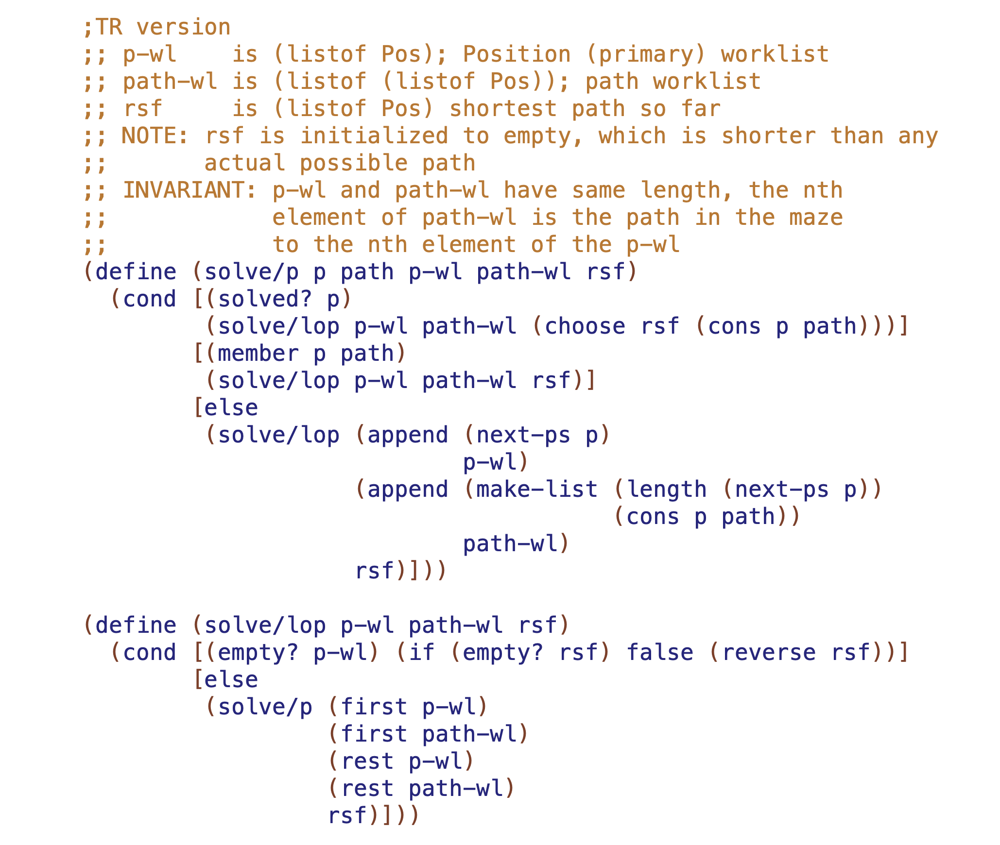 ;TR version
;; p-wl    is (listof Pos); Position (primary) worklist
;; path-wl is (listof (listof Pos)); path worklist
;; rsf     is (listof Pos) shortest path so far
;; NOTE: rsf is initialized to empty, which is shorter than any
;;       actual possible path
;; INVARIANT: p-wl and path-wl have same length, the nth
;;            element of path-wl is the path in the maze
;;            to the nth element of the p-wl
(define (solve/p p path p-wl path-wl rsf)
  (cond [(solved? p)
         (solve/lop p-wl path-wl (choose rsf (cons p path)))]
        [(member p path)
         (solve/lop p-wl path-wl rsf)]
        [else
         (solve/lop (append (next-ps p)
                            p-wl)
                    (append (make-list (length (next-ps p))
                                       (cons p path))
                            path-wl)
                    rsf)]))

(define (solve/lop p-wl path-wl rsf)
  (cond [(empty? p-wl) (if (empty? rsf) false (reverse rsf))]
        [else
         (solve/p (first p-wl)
                  (first path-wl)
                  (rest p-wl)
                  (rest path-wl)
                  rsf)]))